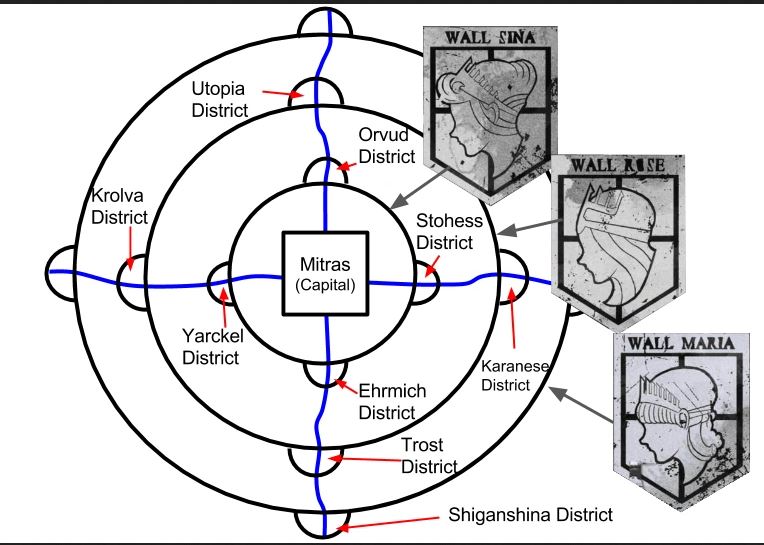 WALL SINA
Utopia
District
Orvud
District
WALL ROSE
Krolva
District
Stohess
District
Mitras
(Capital)
Yarckel
District
WALL MARIA
Karanese
District
Ehrmich
District
Trost
District
Shiganshina District